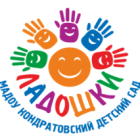 ЛАДОШКИ
МАДОУ КОНДРАТОВСКИЙ ДЕТСКИЙ САД